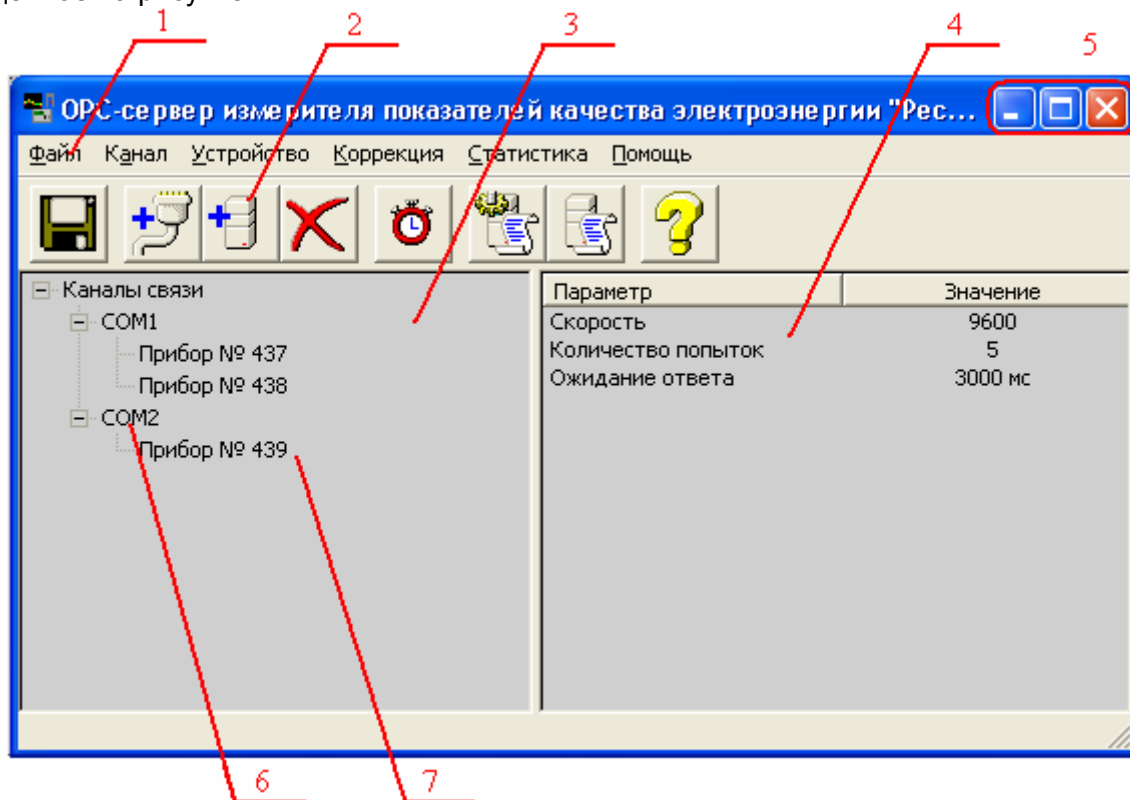 1 2 3 4 5
ОРС-сервер измерителя показателей качества электроэнергии "Рес...
Файл Канал Устройство Коррекция Статистика Помощь
Каналы связи
COM1
Прибор № 437
Прибор № 438
COM2
Прибор № 439
Параметр Значение
Скорость 9600
Количество попыток 5
Ожидание ответа 3000 мс
6 7